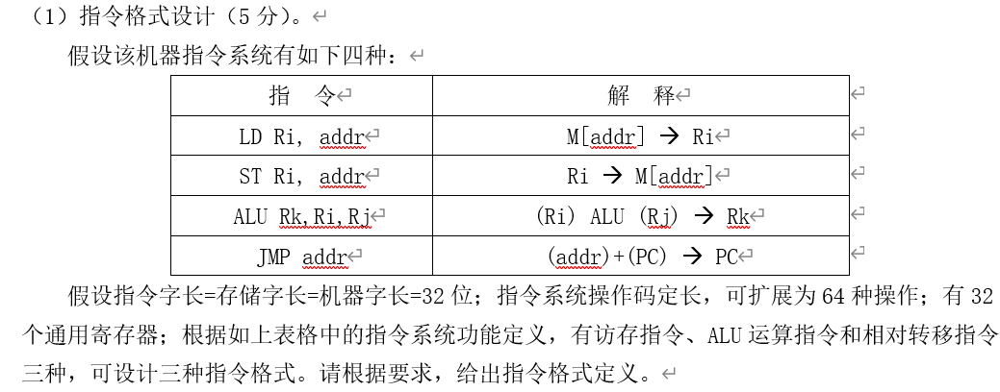 （1）指令格式设计（5 分）。↵
假设该机器指令系统有如下四种：↵
指　令↵　解　释↵
LD Ri, addr↵　M[addr] → Ri↵
ST Ri, addr↵　Ri → M[addr]↵
ALU Rk,Ri,Rj↵　(Ri) ALU (Rj) → Rk↵
JMP addr↵　(addr)+(PC) → PC↵
假设指令字长=存储字长=机器字长=32 位；指令系统操作码定长，可扩展为 64 种操作；有 32
个通用寄存器；根据如上表格中的指令系统功能定义，有访存指令、ALU 运算指令和相对转移指令
三种，可设计三种指令格式。请根据要求，给出指令格式定义。↵